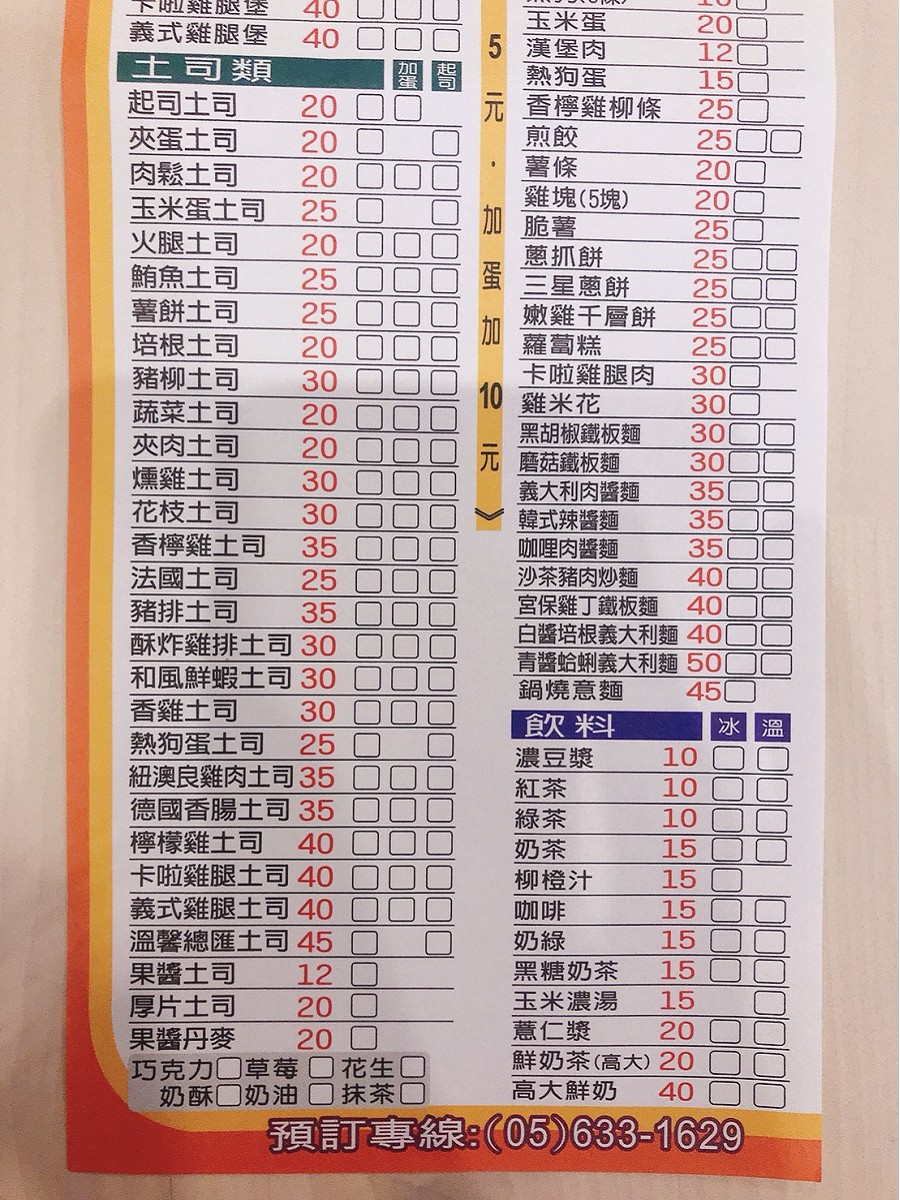 卡啦雞腿堡 40
義式雞腿堡 40
土司類 加蛋 起司
起司土司 20
夾蛋土司 20
肉鬆土司 20
玉米蛋土司 25
火腿土司 20
鮪魚土司 25
薯餅土司 25
培根土司 20
豬柳土司 30
蔬菜土司 20
夾肉土司 20
燻雞土司 30
花枝土司 30
香檸雞土司 35
法國土司 25
豬排土司 35
酥炸雞排土司 30
和風鮮蝦土司 30
香雞土司 30
熱狗蛋土司 25
紐澳良雞肉土司 35
德國香腸土司 35
檸檬雞土司 40
卡啦雞腿土司 40
義式雞腿土司 40
溫馨總匯土司 45
果醬土司 12
厚片土司 20
果醬丹麥 20
巧克力 草莓 花生
奶酥 奶油 抹茶
5元·加蛋加10元》
玉米蛋 20
漢堡肉 12
熱狗蛋 15
香檸雞柳條 25
煎餃 25
薯條 20
雞塊(5塊) 20
脆薯 25
蔥抓餅 25
三星蔥餅 25
嫩雞千層餅 25
蘿蔔糕 25
卡啦雞腿肉 30
雞米花 30
黑胡椒鐵板麵 30
磨菇鐵板麵 30
義大利肉醬麵 35
韓式辣醬麵 35
咖哩肉醬麵 35
沙茶豬肉炒麵 40
宮保雞丁鐵板麵 40
白醬培根義大利麵 40
青醬蛤蜊義大利麵 50
鍋燒意麵 45
飲料 冰 溫
濃豆漿 10
紅茶 10
綠茶 10
奶茶 15
柳橙汁 15
咖啡 15
奶綠 15
黑糖奶茶 15
玉米濃湯 15
薏仁漿 20
鮮奶茶(高大) 20
高大鮮奶 40
預訂專線:(05)633-1629